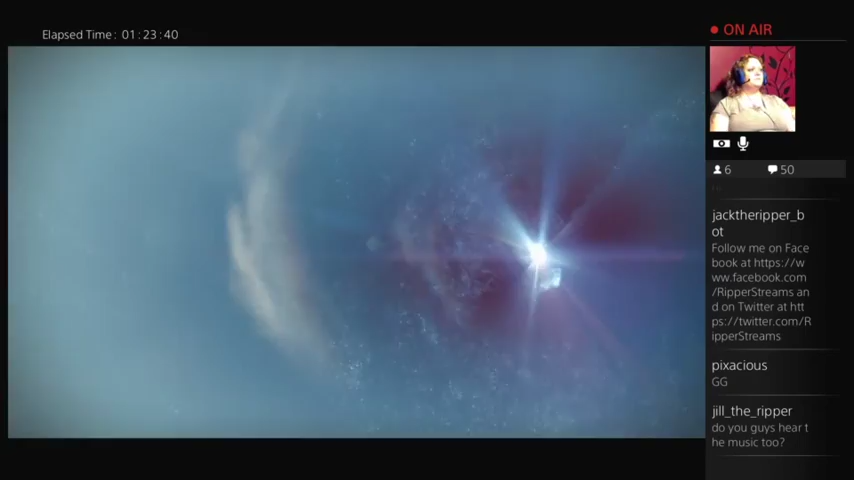 Elapsed Time: 01:23:40
ON AIR
6
50
jacktheripper_b
ot
Follow me on Face
book at https://w
ww.facebook.com
/RipperStreams an
d on Twitter at htt
ps://twitter.com/R
ipperStreams
pixacious
GG
jill_the_ripper
do you guys hear t
he music too?